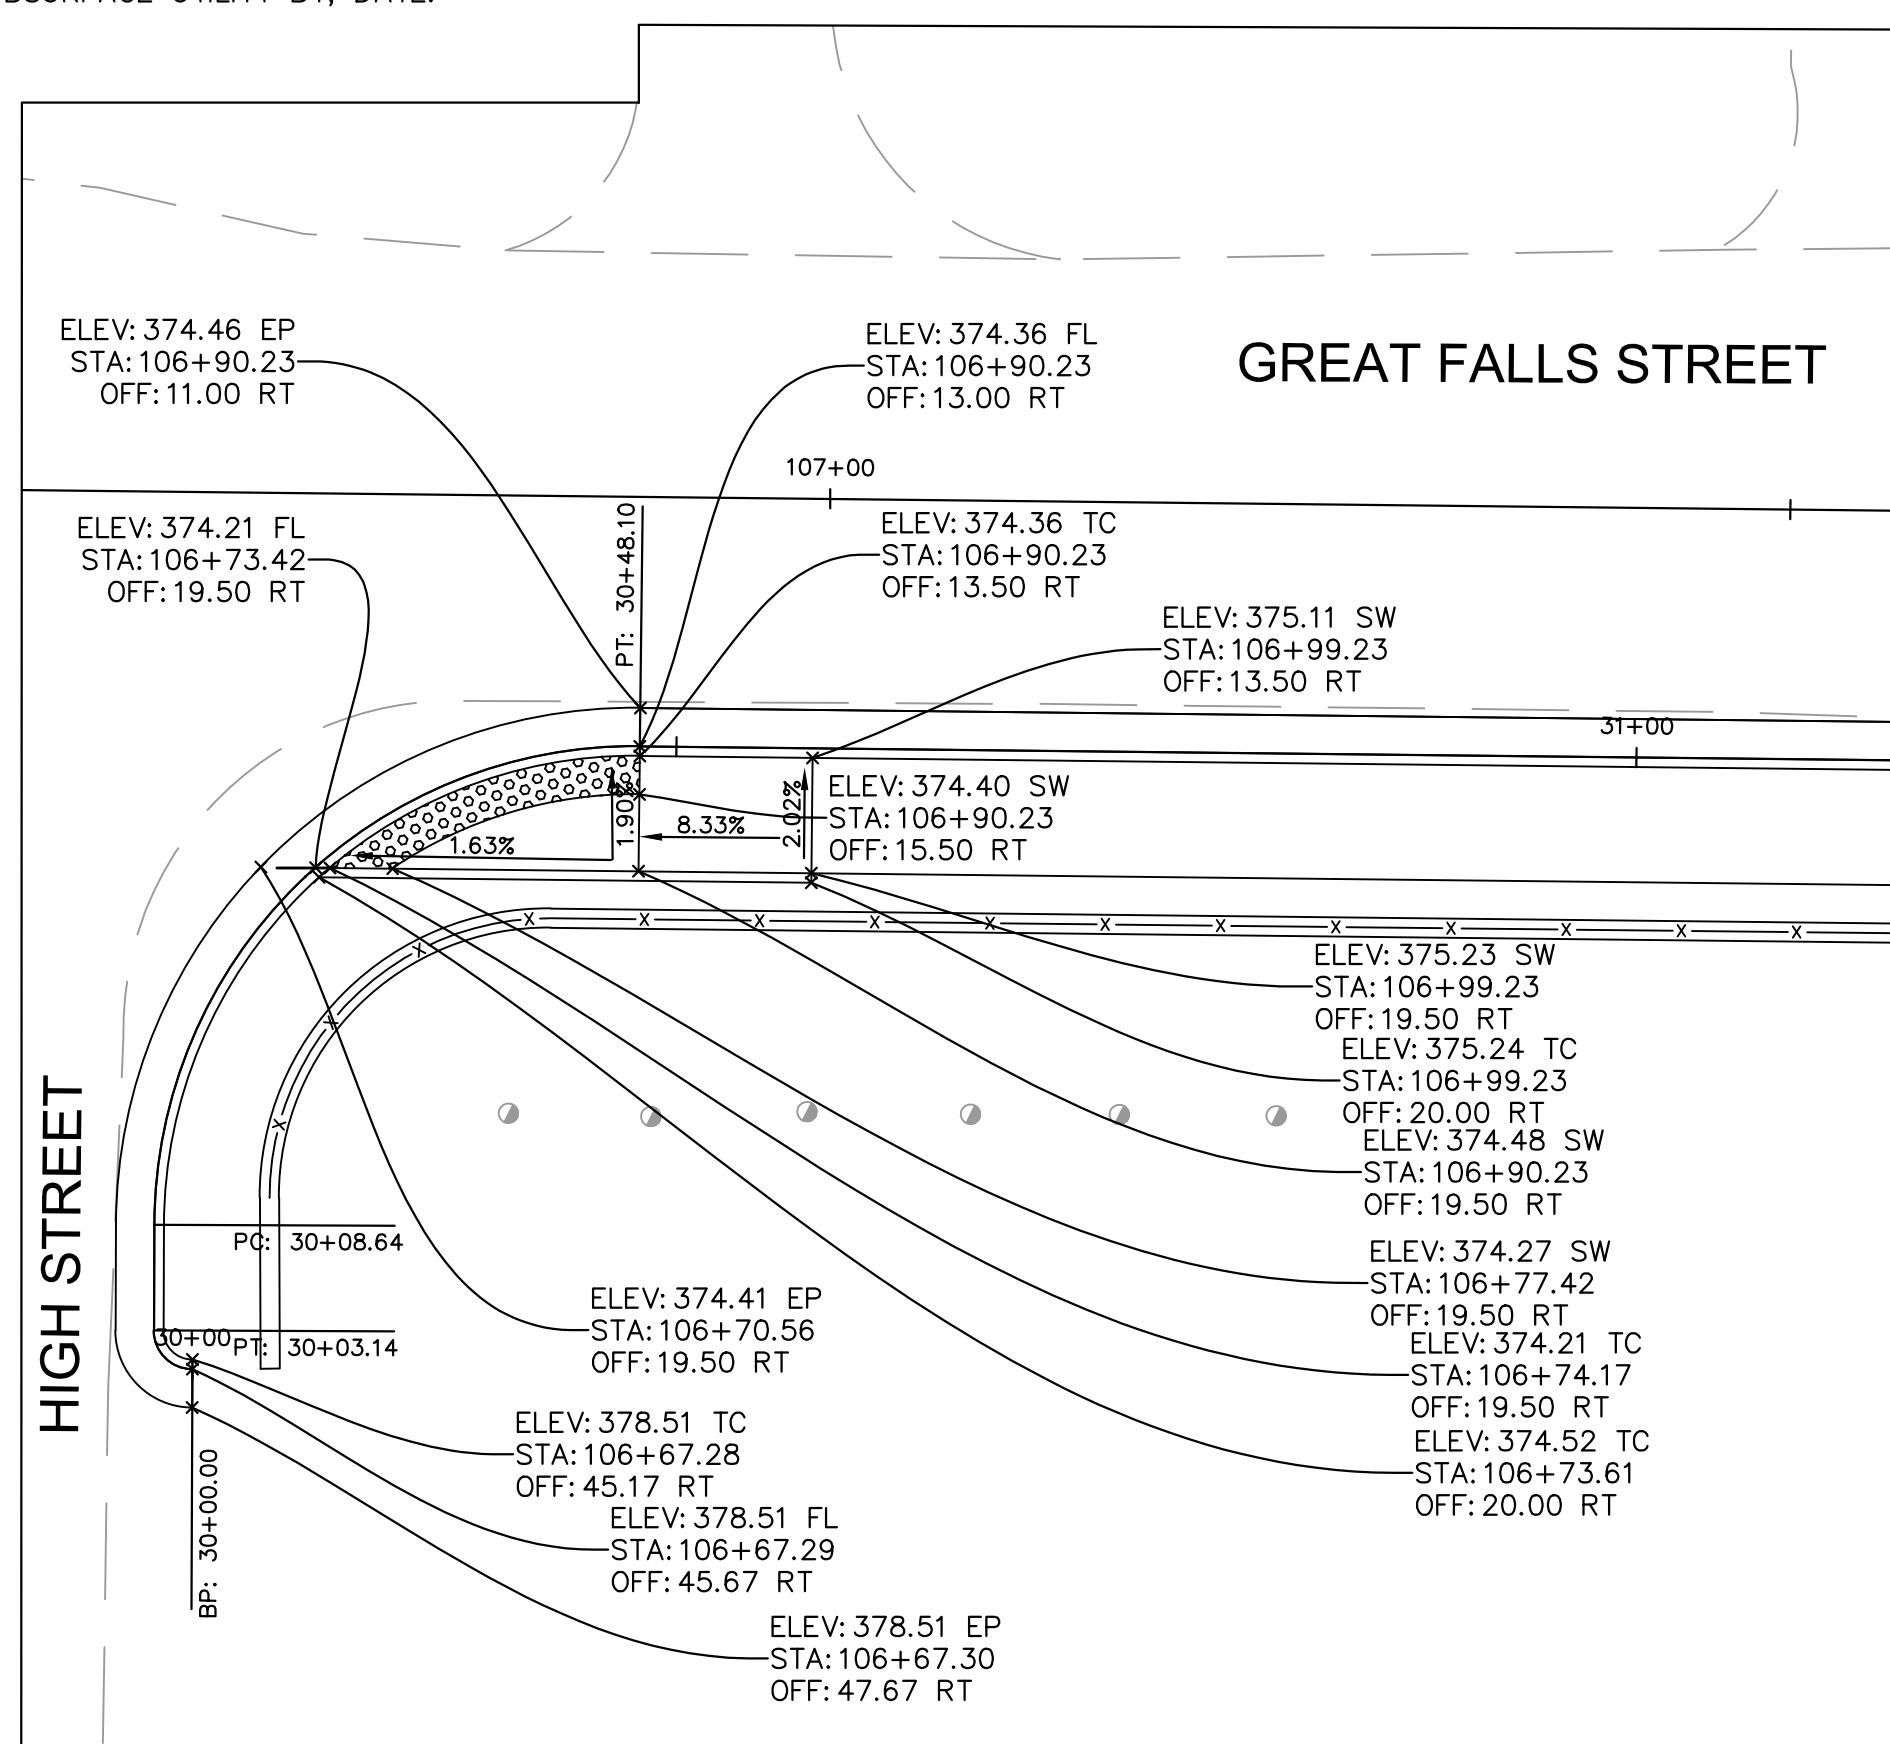 ELEV: 374.46 EP
STA: 106+90.23
OFF: 11.00 RT
ELEV: 374.36 FL
STA: 106+90.23
OFF: 13.00 RT
GREAT FALLS STREET
107+00
ELEV: 374.21 FL
STA: 106+73.42
OFF: 19.50 RT
PT: 30+48.10
ELEV: 374.36 TC
STA: 106+90.23
OFF: 13.50 RT
ELEV: 375.11 SW
STA: 106+99.23
OFF: 13.50 RT
31+00
1.90%
2.02%
ELEV: 374.40 SW
STA: 106+90.23
OFF: 15.50 RT
8.33%
1.63%
ELEV: 375.23 SW
STA: 106+99.23
OFF: 19.50 RT
ELEV: 375.24 TC
STA: 106+99.23
OFF: 20.00 RT
ELEV: 374.48 SW
STA: 106+90.23
OFF: 19.50 RT
HIGH STREET
PC: 30+08.64
ELEV: 374.27 SW
STA: 106+77.42
OFF: 19.50 RT
ELEV: 374.41 EP
STA: 106+70.56
OFF: 19.50 RT
30+00
PT: 30+03.14
ELEV: 374.21 TC
STA: 106+74.17
OFF: 19.50 RT
ELEV: 378.51 TC
STA: 106+67.28
OFF: 45.17 RT
ELEV: 374.52 TC
STA: 106+73.61
OFF: 20.00 RT
BP: 30+00.00
ELEV: 378.51 FL
STA: 106+67.29
OFF: 45.67 RT
ELEV: 378.51 EP
STA: 106+67.30
OFF: 47.67 RT